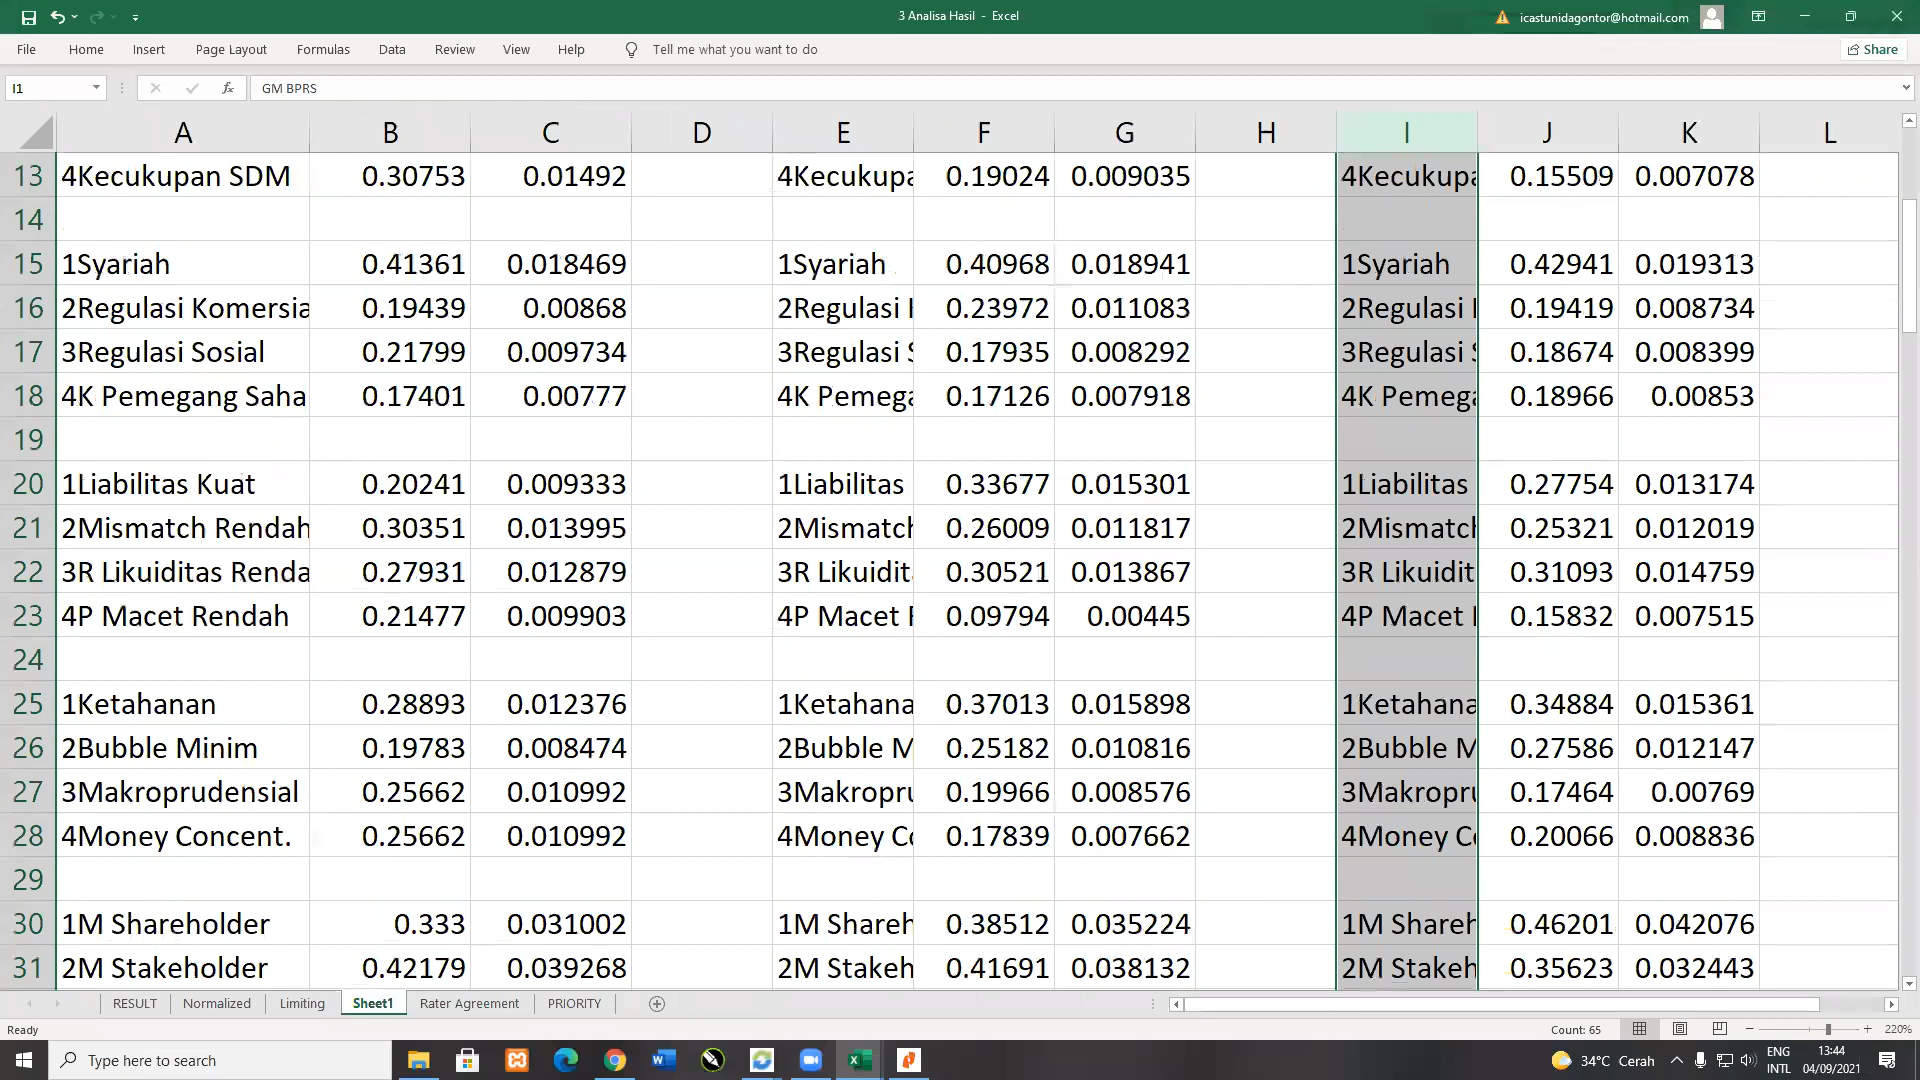 3 Analisa Hasil - Excel
icastunidagontor@hotmail.com
File Home Insert Page Layout Formulas Data Review View Help Tell me what you want to do Share
I1 fx GM BPRS
A B C D E F G H I J K L
13 4Kecukupan SDM 0.30753 0.01492 4Kecukupa 0.19024 0.009035 4Kecukupa 0.15509 0.007078
14
15 1Syariah 0.41361 0.018469 1Syariah 0.40968 0.018941 1Syariah 0.42941 0.019313
16 2Regulasi Komersia 0.19439 0.00868 2Regulasi 0.23972 0.011083 2Regulasi 0.19419 0.008734
17 3Regulasi Sosial 0.21799 0.009734 3Regulasi S 0.17935 0.008292 3Regulasi S 0.18674 0.008399
18 4K Pemegang Saha 0.17401 0.00777 4K Pemega 0.17126 0.007918 4K Pemega 0.18966 0.00853
19
20 1Liabilitas Kuat 0.20241 0.009333 1Liabilitas 0.33677 0.015301 1Liabilitas 0.27754 0.013174
21 2Mismatch Rendah 0.30351 0.013995 2Mismatch 0.26009 0.011817 2Mismatch 0.25321 0.012019
22 3R Likuiditas Renda 0.27931 0.012879 3R Likuidit 0.30521 0.013867 3R Likuidit 0.31093 0.014759
23 4P Macet Rendah 0.21477 0.009903 4P Macet 0.09794 0.00445 4P Macet 0.15832 0.007515
24
25 1Ketahanan 0.28893 0.012376 1Ketahana 0.37013 0.015898 1Ketahana 0.34884 0.015361
26 2Bubble Minim 0.19783 0.008474 2Bubble M 0.25182 0.010816 2Bubble M 0.27586 0.012147
27 3Makroprudensial 0.25662 0.010992 3Makropru 0.19966 0.008576 3Makropru 0.17464 0.00769
28 4Money Concent. 0.25662 0.010992 4Money Co 0.17839 0.007662 4Money Co 0.20066 0.008836
29
30 1M Shareholder 0.333 0.031002 1M Shareh 0.38512 0.035224 1M Shareh 0.46201 0.042076
31 2M Stakeholder 0.42179 0.039268 2M Stakeh 0.41691 0.038132 2M Stakeh 0.35623 0.032443
RESULT Normalized Limiting Sheet1 Rater Agreement PRIORITY
Ready Count: 65 220%
Type here to search 34°C Cerah ENG 13:44
INTL 04/09/2021